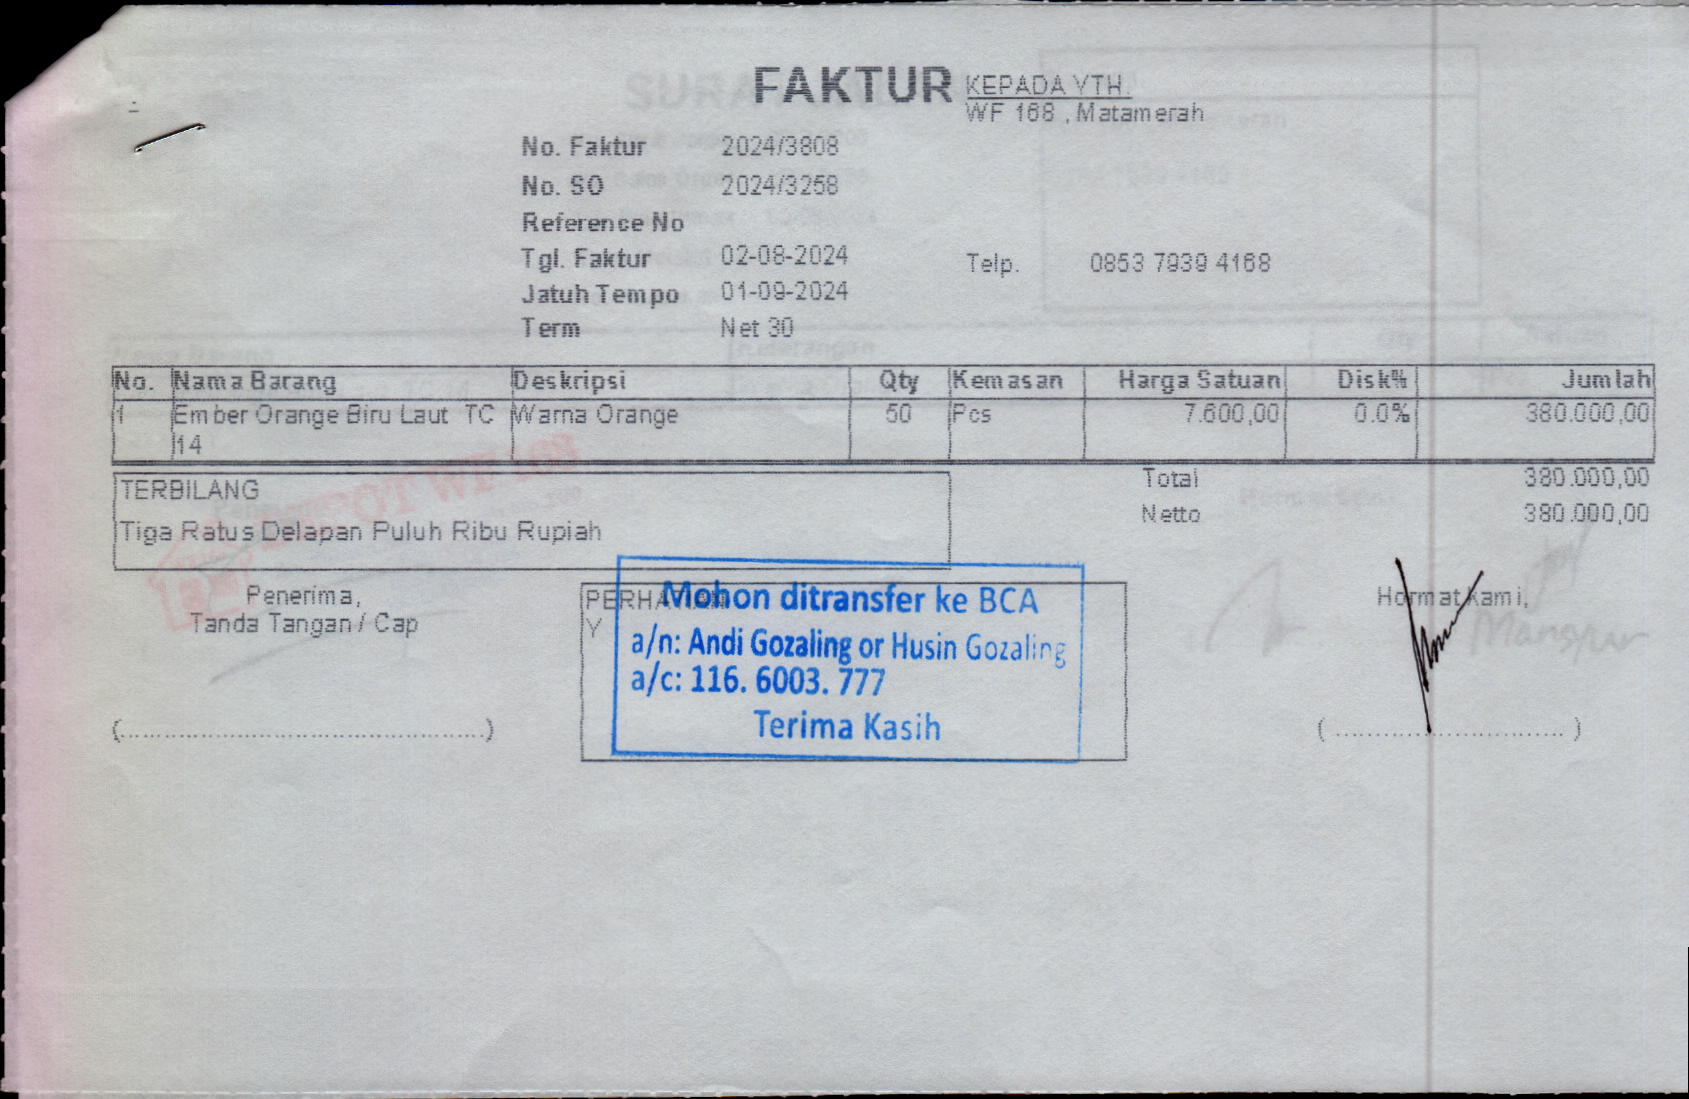 FAKTUR
KEPADA YTH.
WF 168 , Matamerah
No. Faktur 2024/3808
No. SO 2024/3258
Reference No
Tgl. Faktur 02-08-2024
Telp. 0853 7939 4168
Jatuh Tempo 01-09-2024
Term Net 30
No. Nama Barang Deskripsi Qty Kemasan Harga Satuan Disk% Jumlah
1 Ember Orange Biru Laut TC Warna Orange 50 Pcs 7.600,00 0.0% 380.000,00
14
Total 380.000,00
TERBILANG
Netto 380.000,00
Tiga Ratus Delapan Puluh Ribu Rupiah
Penerima,
Tanda Tangan / Cap
PERHATIAN
Y
Mohon ditransfer ke BCA
a/n: Andi Gozaling or Husin Gozaling
a/c: 116. 6003. 777
Terima Kasih
Hormat Kami,
(..............................................)
( ............................. )